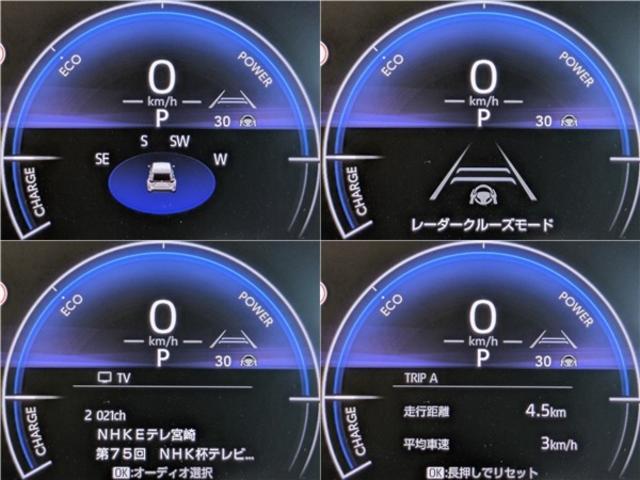 ECO
POWER
0
km/h
P
30
SE S SW W
CHARGE
ECO
POWER
0
km/h
P
30
CHARGE
レーダークルーズモード
ECO
POWER
0
km/h
P
30
CHARGE
TV
2 021ch
NHKEテレ宮崎
第75回 NHK杯テレビ...
OK:オーディオ選択
ECO
POWER
0
km/h
P
30
CHARGE
TRIP A
走行距離 4.5km
平均車速 3km/h
OK:長押しでリセット